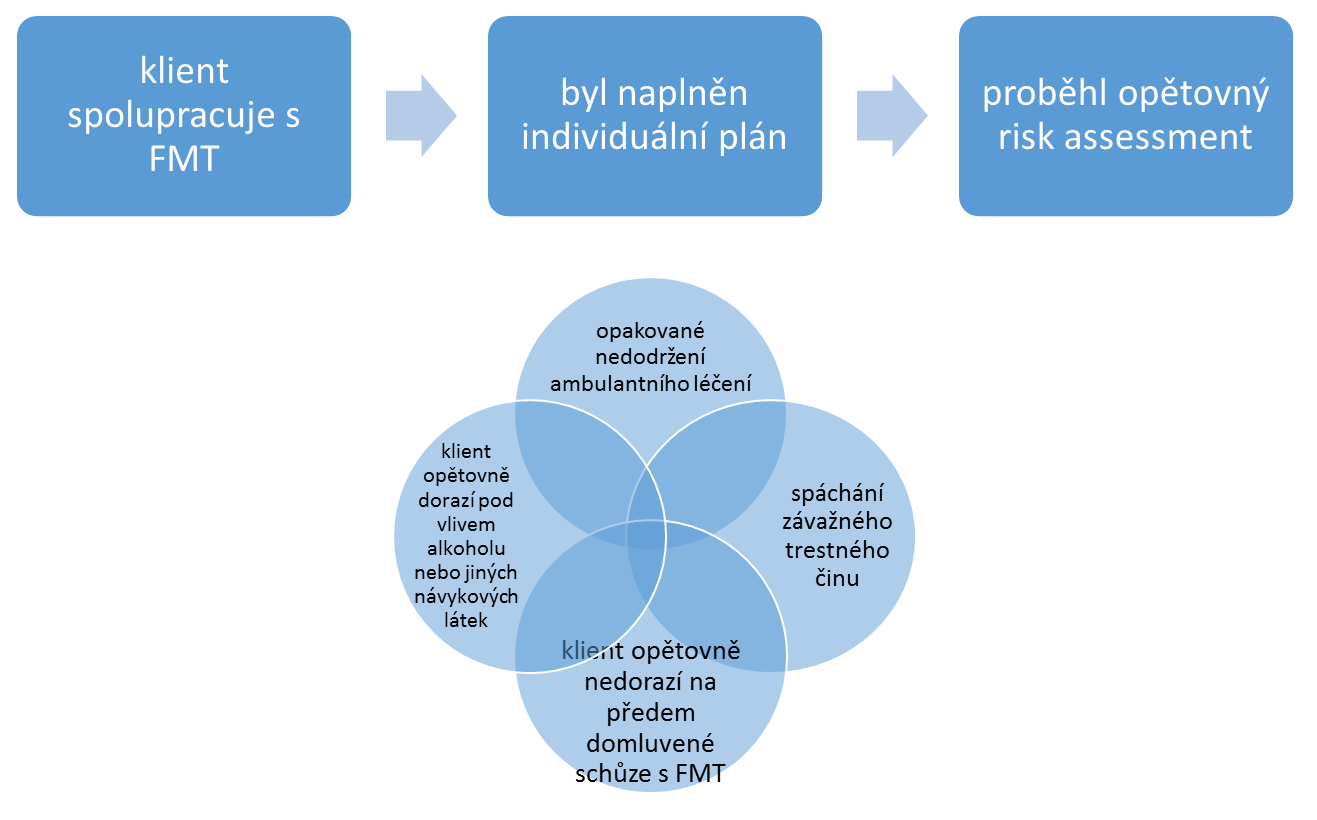 klient
spolupracuje s
FMT
byl naplněn
individuální plán
proběhl opětovný
risk assessment
opakované
nedodržení
ambulantního léčení
klient
opětovně
dorazí pod
vlivem
alkoholu
nebo jiných
návykových
látek
spáchání
závažného
trestného
činu
klient opětovně
nedorazí na
předem
domluvené
schůze s FMT